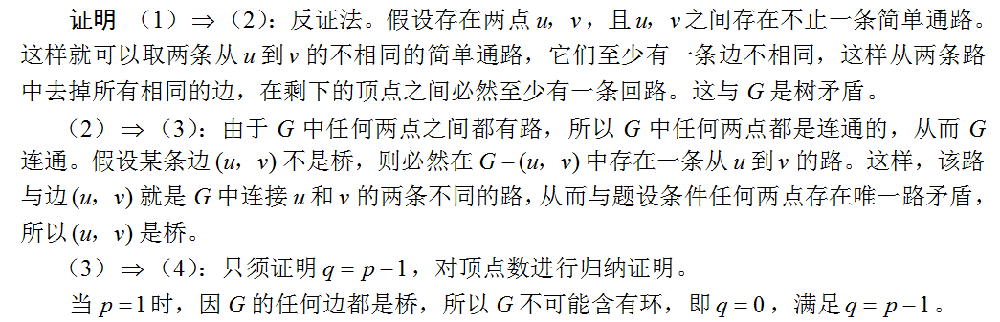 证明 （1）⇒（2）：反证法。假设存在两点 u，v，且 u，v 之间存在不止一条简单通路。
这样就可以取两条从 u 到 v 的不相同的简单通路，它们至少有一条边不相同，这样从两条路
中去掉所有相同的边，在剩下的顶点之间必然至少有一条回路。这与 G 是树矛盾。
（2）⇒（3）：由于 G 中任何两点之间都有路，所以 G 中任何两点都是连通的，从而 G
连通。假设某条边 (u，v) 不是桥，则必然在 G−(u，v) 中存在一条从 u 到 v 的路。这样，该路
与边 (u，v) 就是 G 中连接 u 和 v 的两条不同的路，从而与题设条件任何两点存在唯一路矛盾，
所以 (u，v) 是桥。
（3）⇒（4）：只须证明 q = p−1，对顶点数进行归纳证明。
当 p=1 时，因 G 的任何边都是桥，所以 G 不可能含有环，即 q=0，满足 q = p−1。